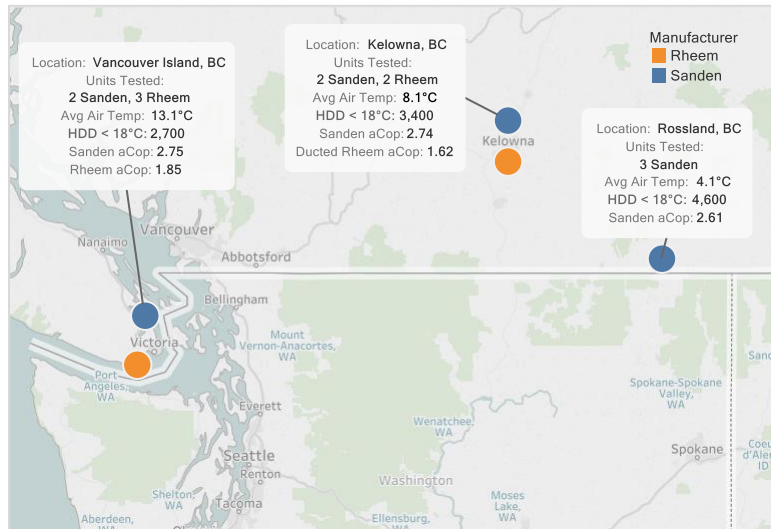 Manufacturer
Rheem
Sanden
Location: Vancouver Island, BC
Units Tested:
2 Sanden, 3 Rheem
Avg Air Temp: 13.1°C
HDD < 18°C: 2,700
Sanden aCop: 2.75
Rheem aCop: 1.85
Location: Kelowna, BC
Units Tested:
2 Sanden, 2 Rheem
Avg Air Temp: 8.1°C
HDD < 18°C: 3,400
Sanden aCop: 2.74
Ducted Rheem aCop: 1.62
Location: Rossland, BC
Units Tested:
3 Sanden
Avg Air Temp: 4.1°C
HDD < 18°C: 4,600
Sanden aCop: 2.61
Kelowna
Vancouver
Nanaimo
Abbotsford
Bellingham
Victoria
Mount
Vernon-Anacortes,
WA
Port
Angeles,
WA
Spokane-Spokane
Valley,
WA
Everett
Wenatchee,
WA
Seattle
Renton
Spokane
Washington
Shelton,
WA
Tacoma
Moses
Lake,
WA
Aberdeen,
WA
Ellensburg,